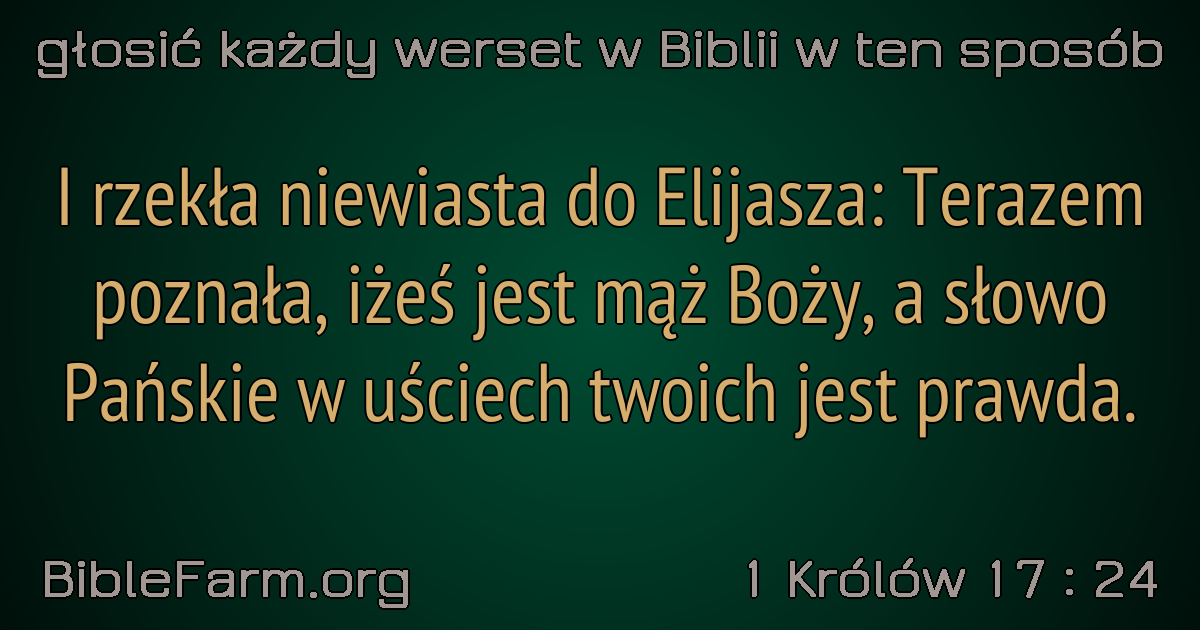 głosić każdy werset w Biblii w ten sposób
I rzekła niewiasta do Elijasza: Terazem
poznała, iżeś jest mąż Boży, a słowo
Pańskie w uściech twoich jest prawda.
BibleFarm.org
1 Królów 17 : 24